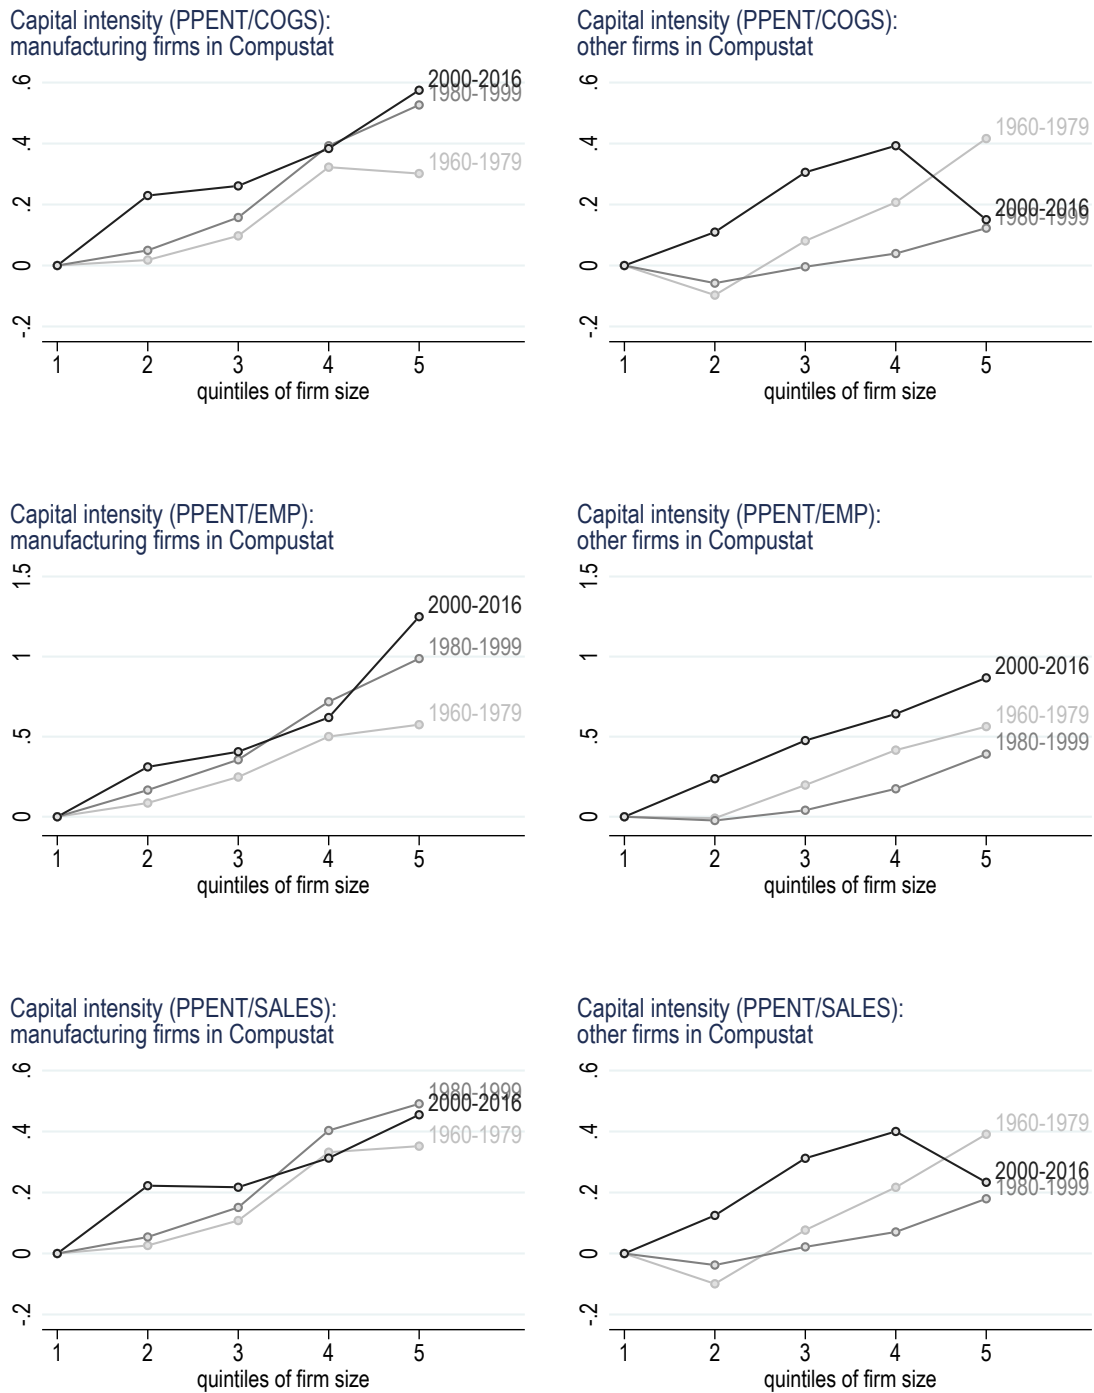 Capital intensity (PPENT/COGS):
manufacturing firms in Compustat
.6
.4
.2
0
-.2
2000-2016
1980-1999
1960-1979
1 2 3 4 5
quintiles of firm size
Capital intensity (PPENT/COGS):
other firms in Compustat
.6
.4
.2
0
-.2
1960-1979
2000-2016
1980-1999
1 2 3 4 5
quintiles of firm size
Capital intensity (PPENT/EMP):
manufacturing firms in Compustat
1.5
1
.5
0
2000-2016
1980-1999
1960-1979
1 2 3 4 5
quintiles of firm size
Capital intensity (PPENT/EMP):
other firms in Compustat
1.5
1
.5
0
2000-2016
1960-1979
1980-1999
1 2 3 4 5
quintiles of firm size
Capital intensity (PPENT/SALES):
manufacturing firms in Compustat
.6
.4
.2
0
-.2
1980-1999
2000-2016
1960-1979
1 2 3 4 5
quintiles of firm size
Capital intensity (PPENT/SALES):
other firms in Compustat
.6
.4
.2
0
-.2
1960-1979
2000-2016
1980-1999
1 2 3 4 5
quintiles of firm size